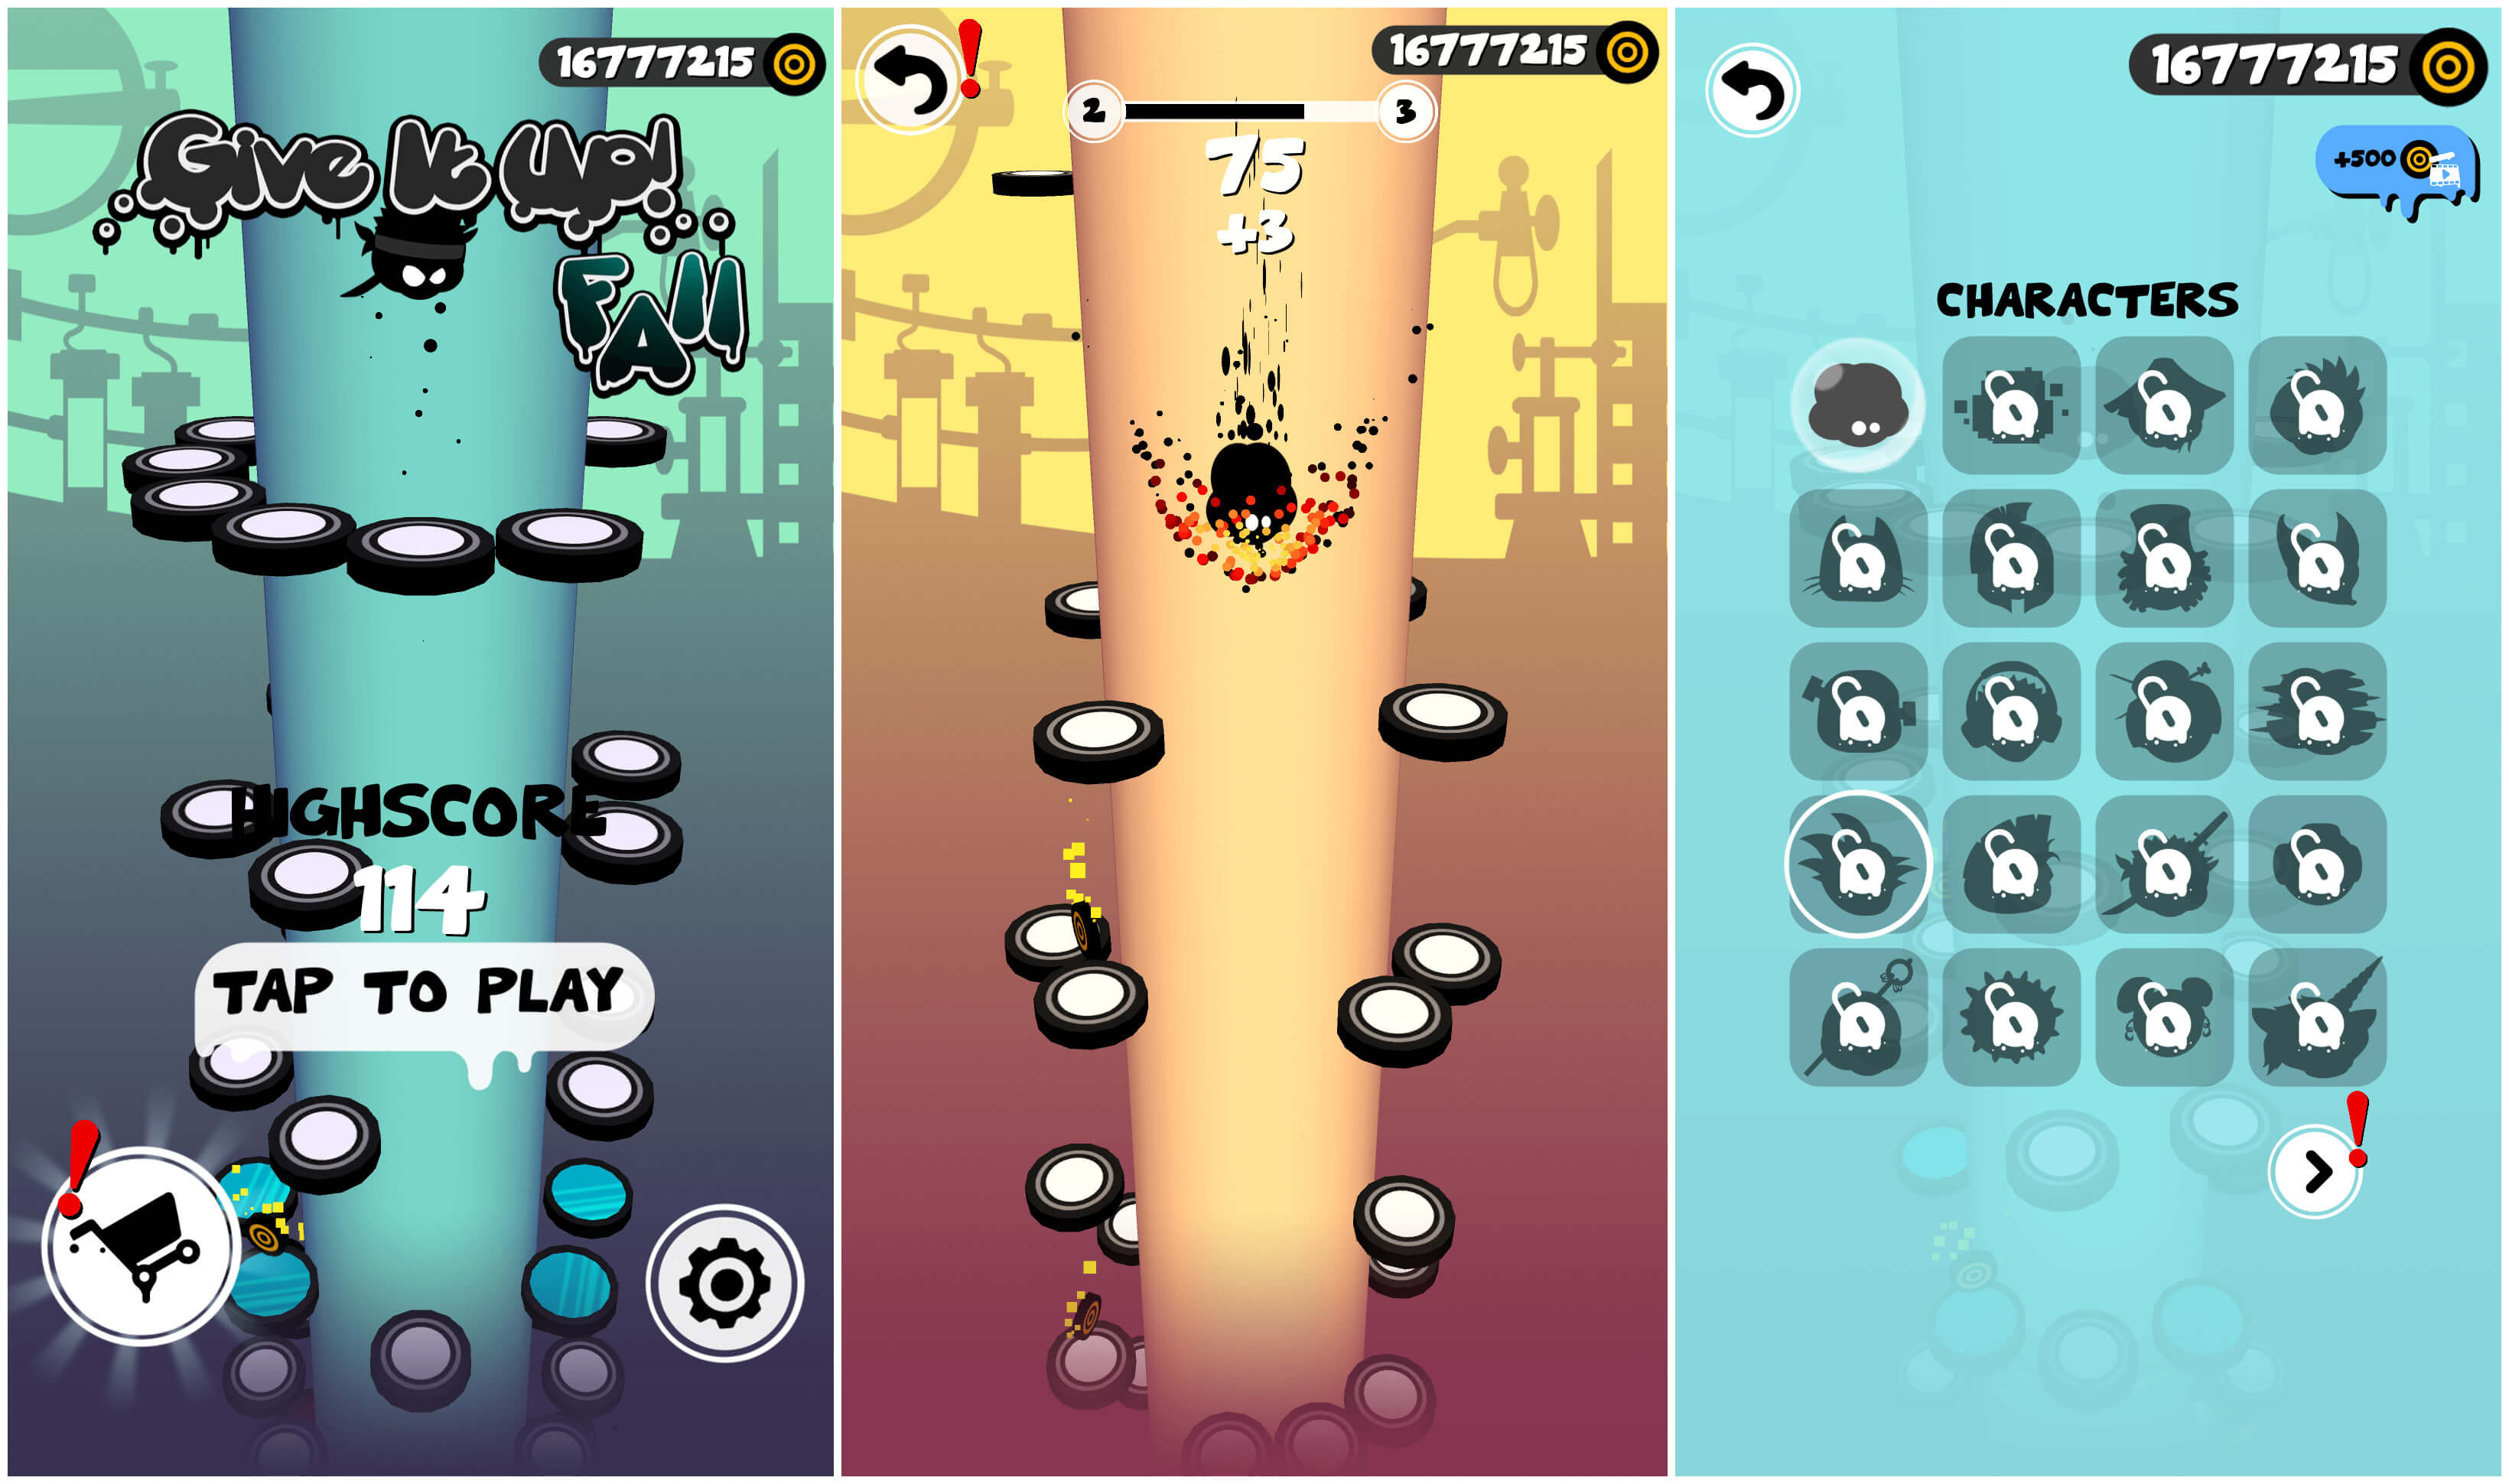 16777215
Give It Up!
FAll
HIGHSCORE
114
TAP TO PLAY
16777215
2
3
75
+3
16777215
+500
CHARACTERS